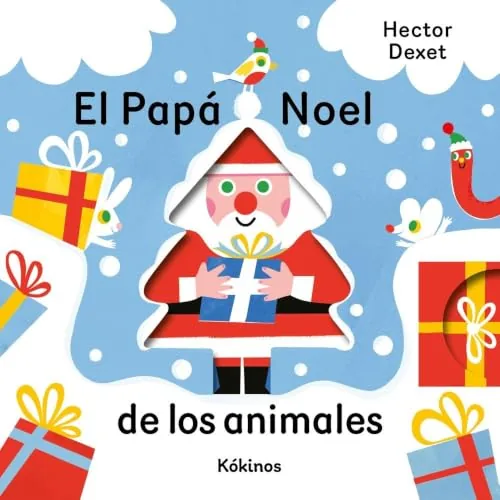 Hector
Dexet
El Papá Noel
de los animales
Kókinos